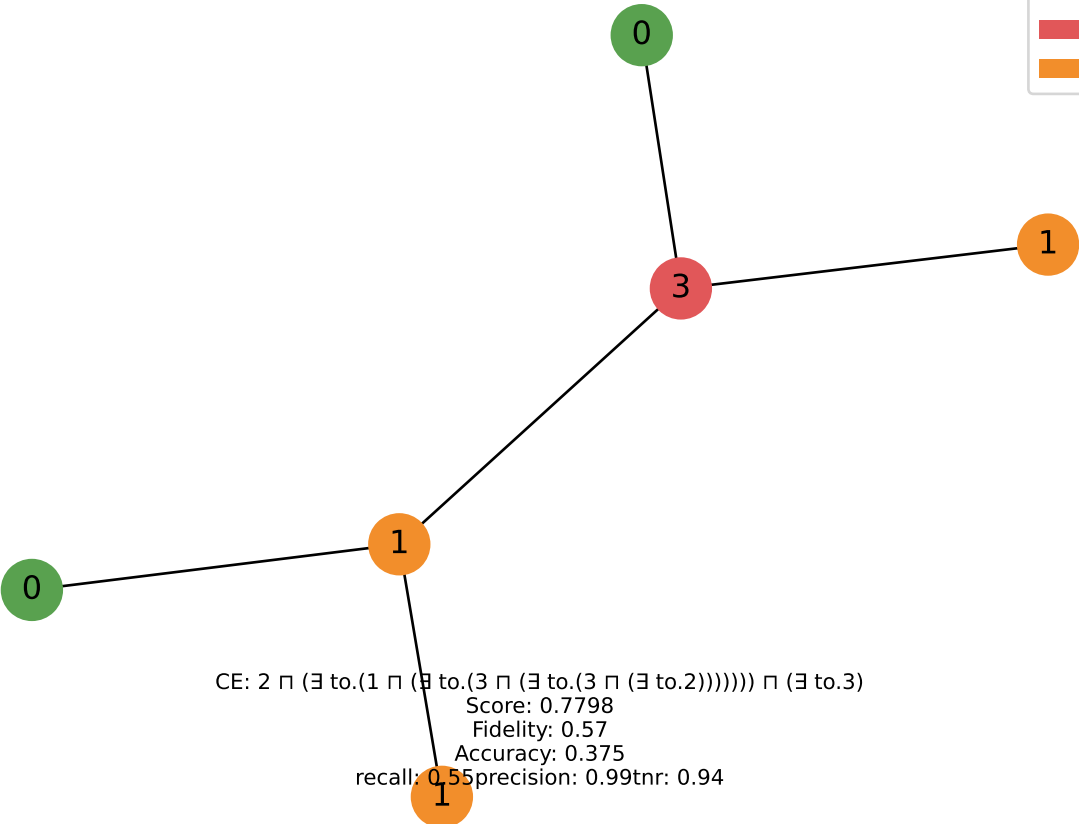 0
1
3
1
0
CE: 2 ⊓ (∃ to.(1 ⊓ (∃ to.(3 ⊓ (∃ to.(3 ⊓ (∃ to.2))))))) ⊓ (∃ to.3)
Score: 0.7798
Fidelity: 0.57
Accuracy: 0.375
recall: 0.55precision: 0.99tnr: 0.94
1